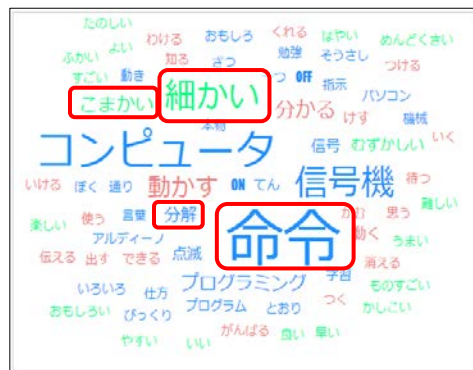 たのしい
わける おもしろ くれる はやい めんどくさい
ふかい よい 知る ざつ 勉強 そうさし つける
すごい 動き 細かい つ OFF 指示 パソコン
こまかい 分かる けす 機械
本物
コンピュータ 信号 むずかしい いく
いける ぼく 通り 動かす ON てん 信号機 待つ
楽しい 使う 言葉 分解 命令 思う 難しい
アルディーノ 動く うまい
伝える 出す できる 点滅 消える
いろいろ 仕方 プログラミング 学習 ものすごい
おもしろい びっくり プログラム とおり つく かしこい
やすい いい がんばる 良い 早い